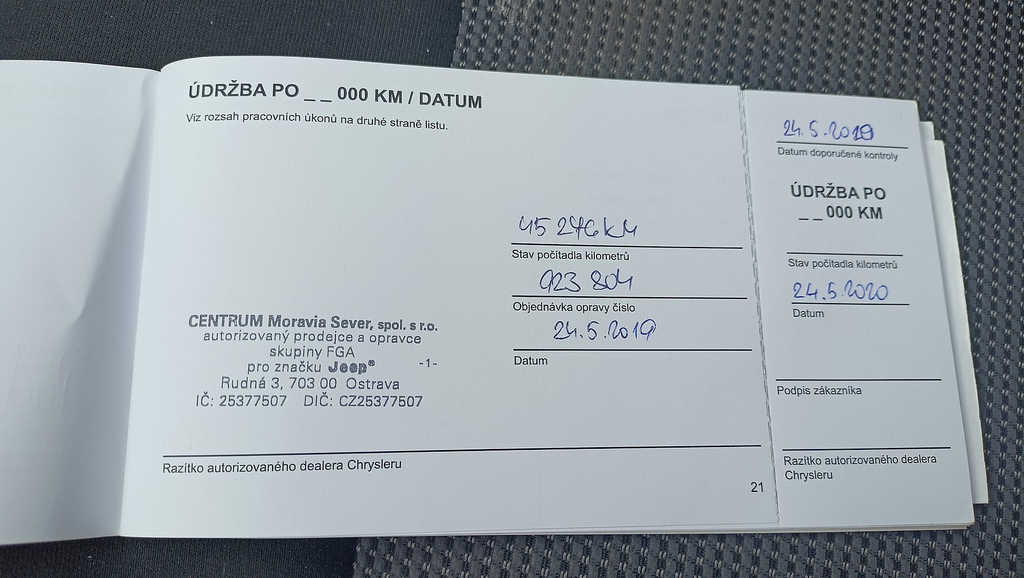 ÚDRŽBA PO _ _ 000 KM / DATUM
Viz rozsah pracovních úkonů na druhé straně listu.
45 276 KM
Stav počítadla kilometrů
923 804
Objednávka opravy číslo
24.5.2019
Datum
CENTRUM Moravia Sever, spol. s r.o.
autorizovaný prodejce a opravce
skupiny FGA
pro značku Jeep® -1-
Rudná 3, 703 00 Ostrava
IČ: 25377507 DIČ: CZ25377507
Razítko autorizovaného dealera Chrysleru
21
24.5.2019
Datum doporučené kontroly
ÚDRŽBA PO
_ _ 000 KM
Stav počítadla kilometrů
24.5.2020
Datum
Podpis zákazníka
Razítko autorizovaného dealera
Chrysleru